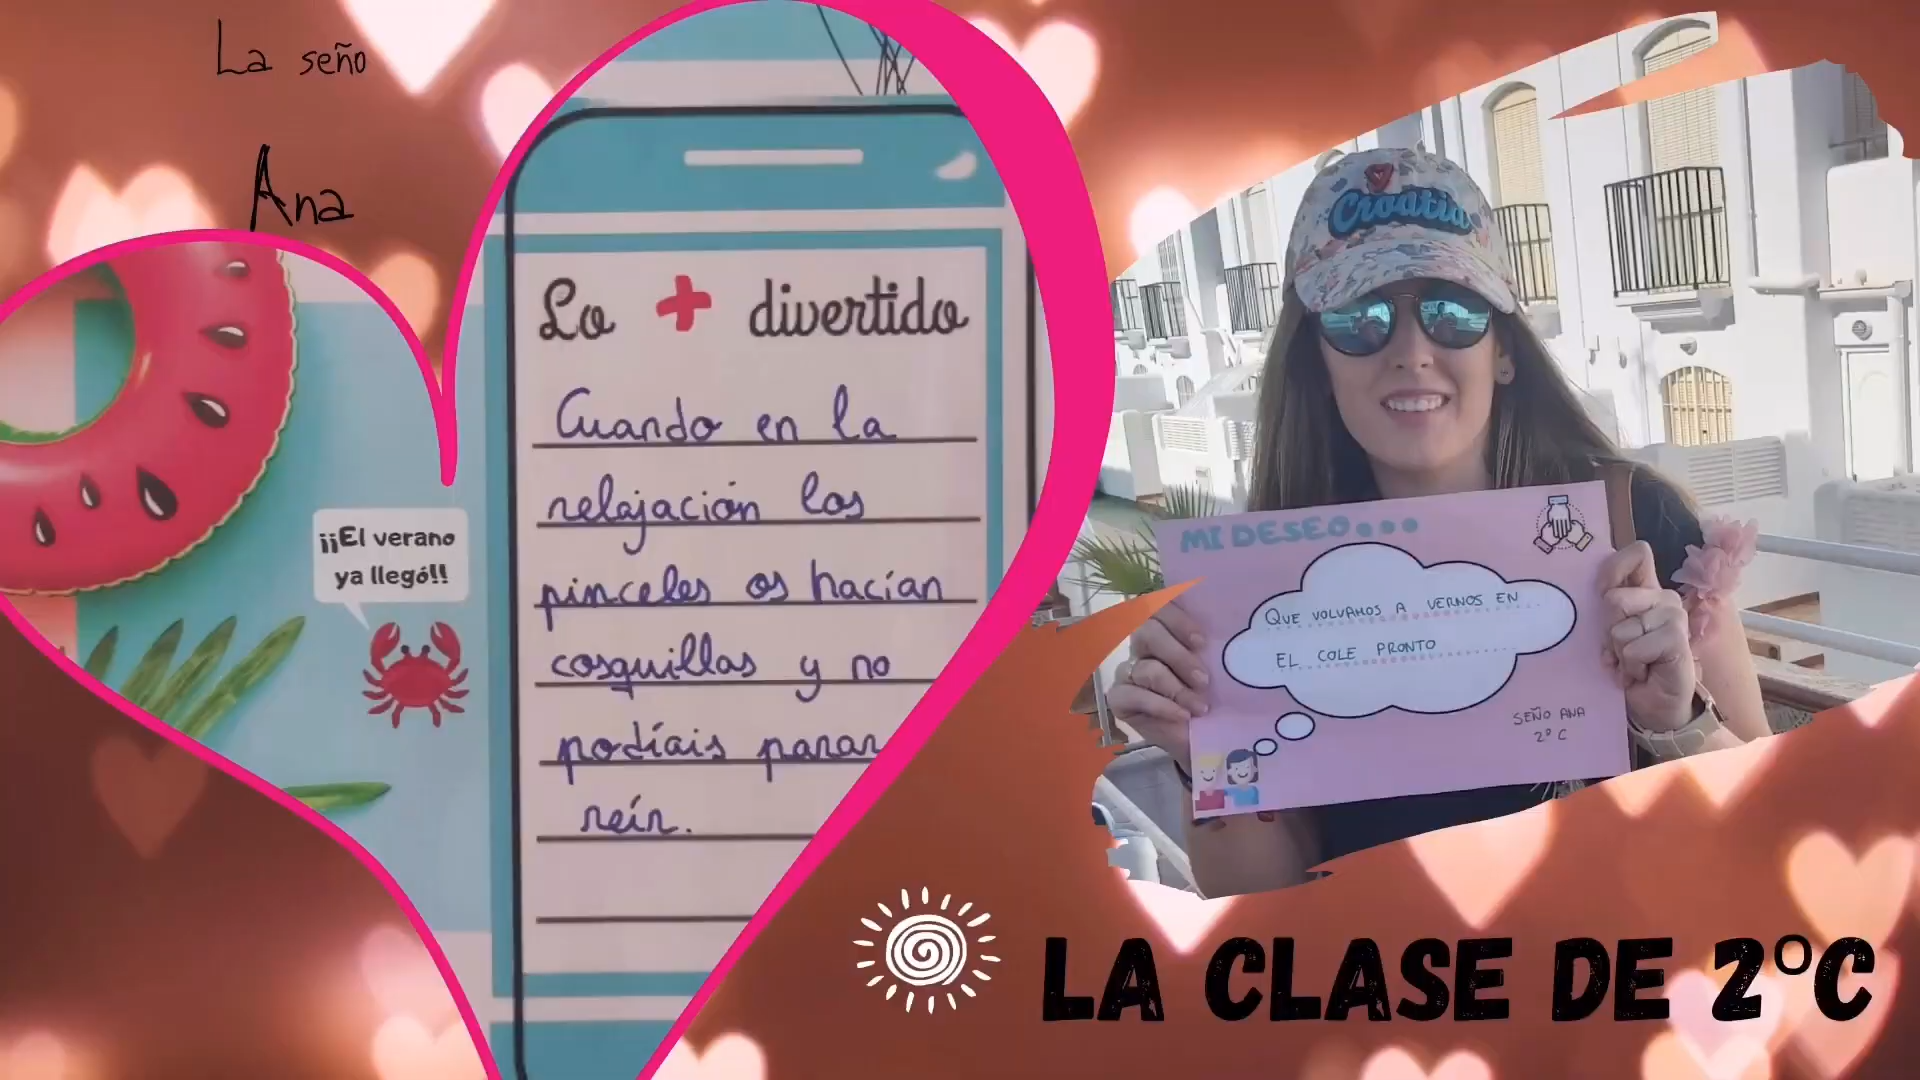 La seño
Ana
Lo + divertido
Cuando en la
relajación los
pinceles os hacían
cosquillas y no
podíais parar
reír.
¡¡El verano
ya llegó!!
Croatia
MI DESEO...
QUE VOLVAMOS A VERNOS EN
EL COLE PRONTO
SEÑO ANA
2º C
LA CLASE DE 2ºC